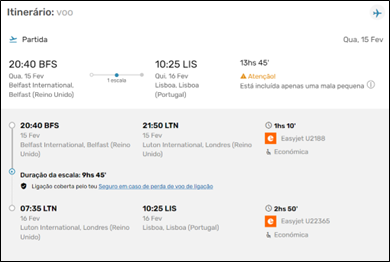 Itinerário: voo
Partida
Qua, 15 Fev
20:40 BFS
Qua, 15 Fev
Belfast International,
Belfast (Reino Unido)
1 escala
10:25 LIS
Qui, 16 Fev
Lisboa, Lisboa
(Portugal)
13hs 45'
Atenção!
Está incluída apenas uma mala pequena
20:40 BFS
15 Fev
Belfast International, Belfast (Reino
Unido)
21:50 LTN
15 Fev
Luton International, Londres (Reino
Unido)
1hs 10'
Easyjet U2188
Económica
Duração da escala: 9hs 45'
Ligação coberta pelo teu Seguro em caso de perda de voo de ligação
07:35 LTN
16 Fev
Luton International, Londres (Reino
Unido)
10:25 LIS
16 Fev
Lisboa, Lisboa (Portugal)
2hs 50'
Easyjet U22365
Económica